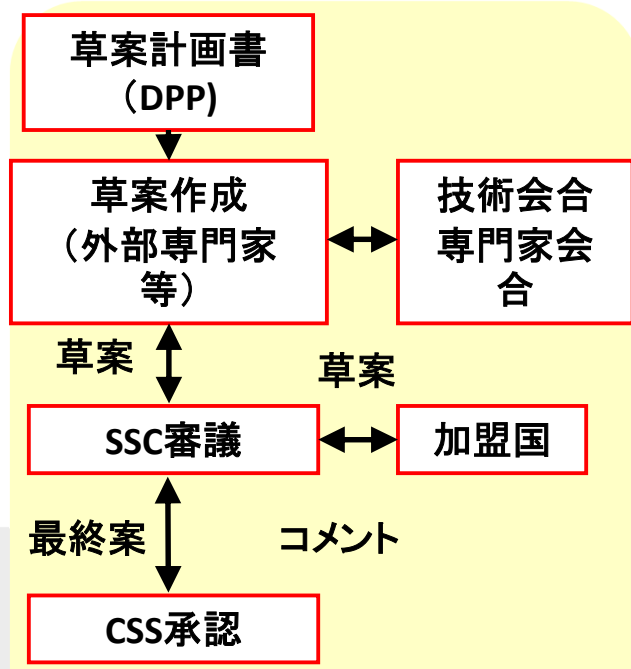 草案計画書
（DPP)
草案作成
（外部専門家
等）
技術会合
専門家会
合
草案
草案
SSC審議
加盟国
最終案
コメント
CSS承認